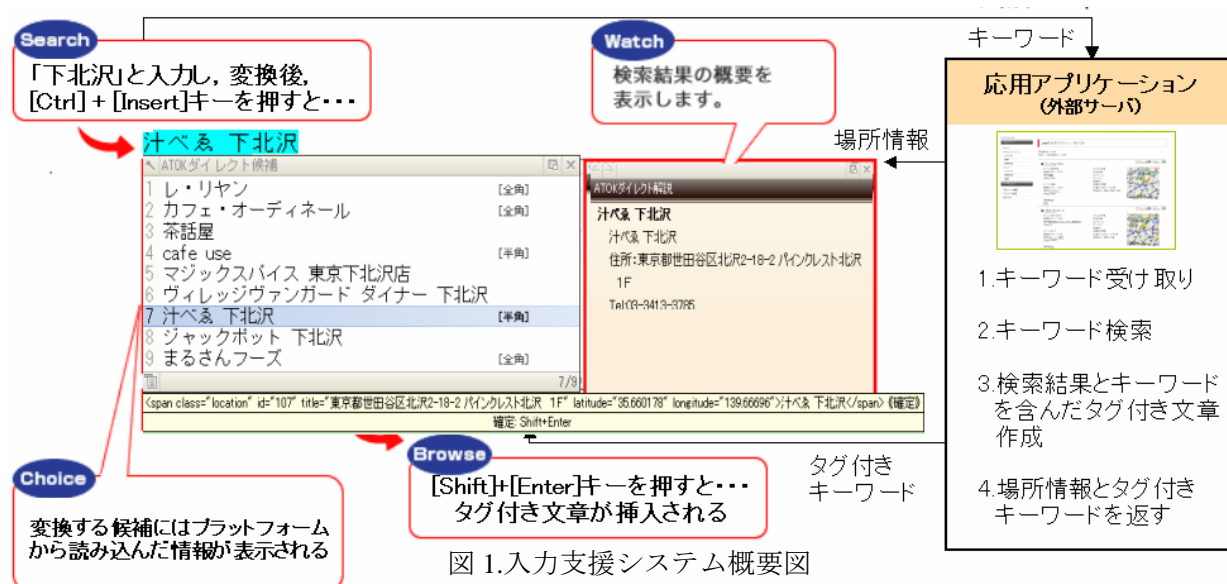 Search
「下北沢」と入力し，変換後，
[Ctrl]+[Insert]キーを押すと･･･
Watch
検索結果の概要を
表示します。
キーワード
場所情報
汁べゑ 下北沢
ATOKダイレクト候補
1 レ・リヤン [全角]
2 カフェ・オーディネール [全角]
3 茶話屋
4 cafe use [半角]
5 マジックスパイス 東京下北沢店
6 ヴィレッジヴァンガード ダイナー 下北沢
7 汁べゑ 下北沢 [半角]
8 ジャックポット 下北沢
9 まるさんフーズ [全角]
7/9
ATOKダイレクト解説
汁べゑ 下北沢
汁べゑ 下北沢
住所:東京都世田谷区北沢2-18-2 パインクレスト北沢
1F
Tel:03-3413-3785
<span class="location" id="107" title="東京都世田谷区北沢2-18-2 パインクレスト北沢 1F" latitude="35.660178" longitude="139.66696">汁べゑ 下北沢</span>《確定》
確定:Shift+Enter
Choice
変換する候補にはプラットフォーム
から読み込んだ情報が表示される
Browse
[Shift]+[Enter]キーを押すと･･･
タグ付き文章が挿入される
タグ付き
キーワード
応用アプリケーション
(外部サーバ)
1.キーワード受け取り
2.キーワード検索
3.検索結果とキーワード
を含んだタグ付き文章
作成
4.場所情報とタグ付き
キーワードを返す
図 1.入力支援システム概要図